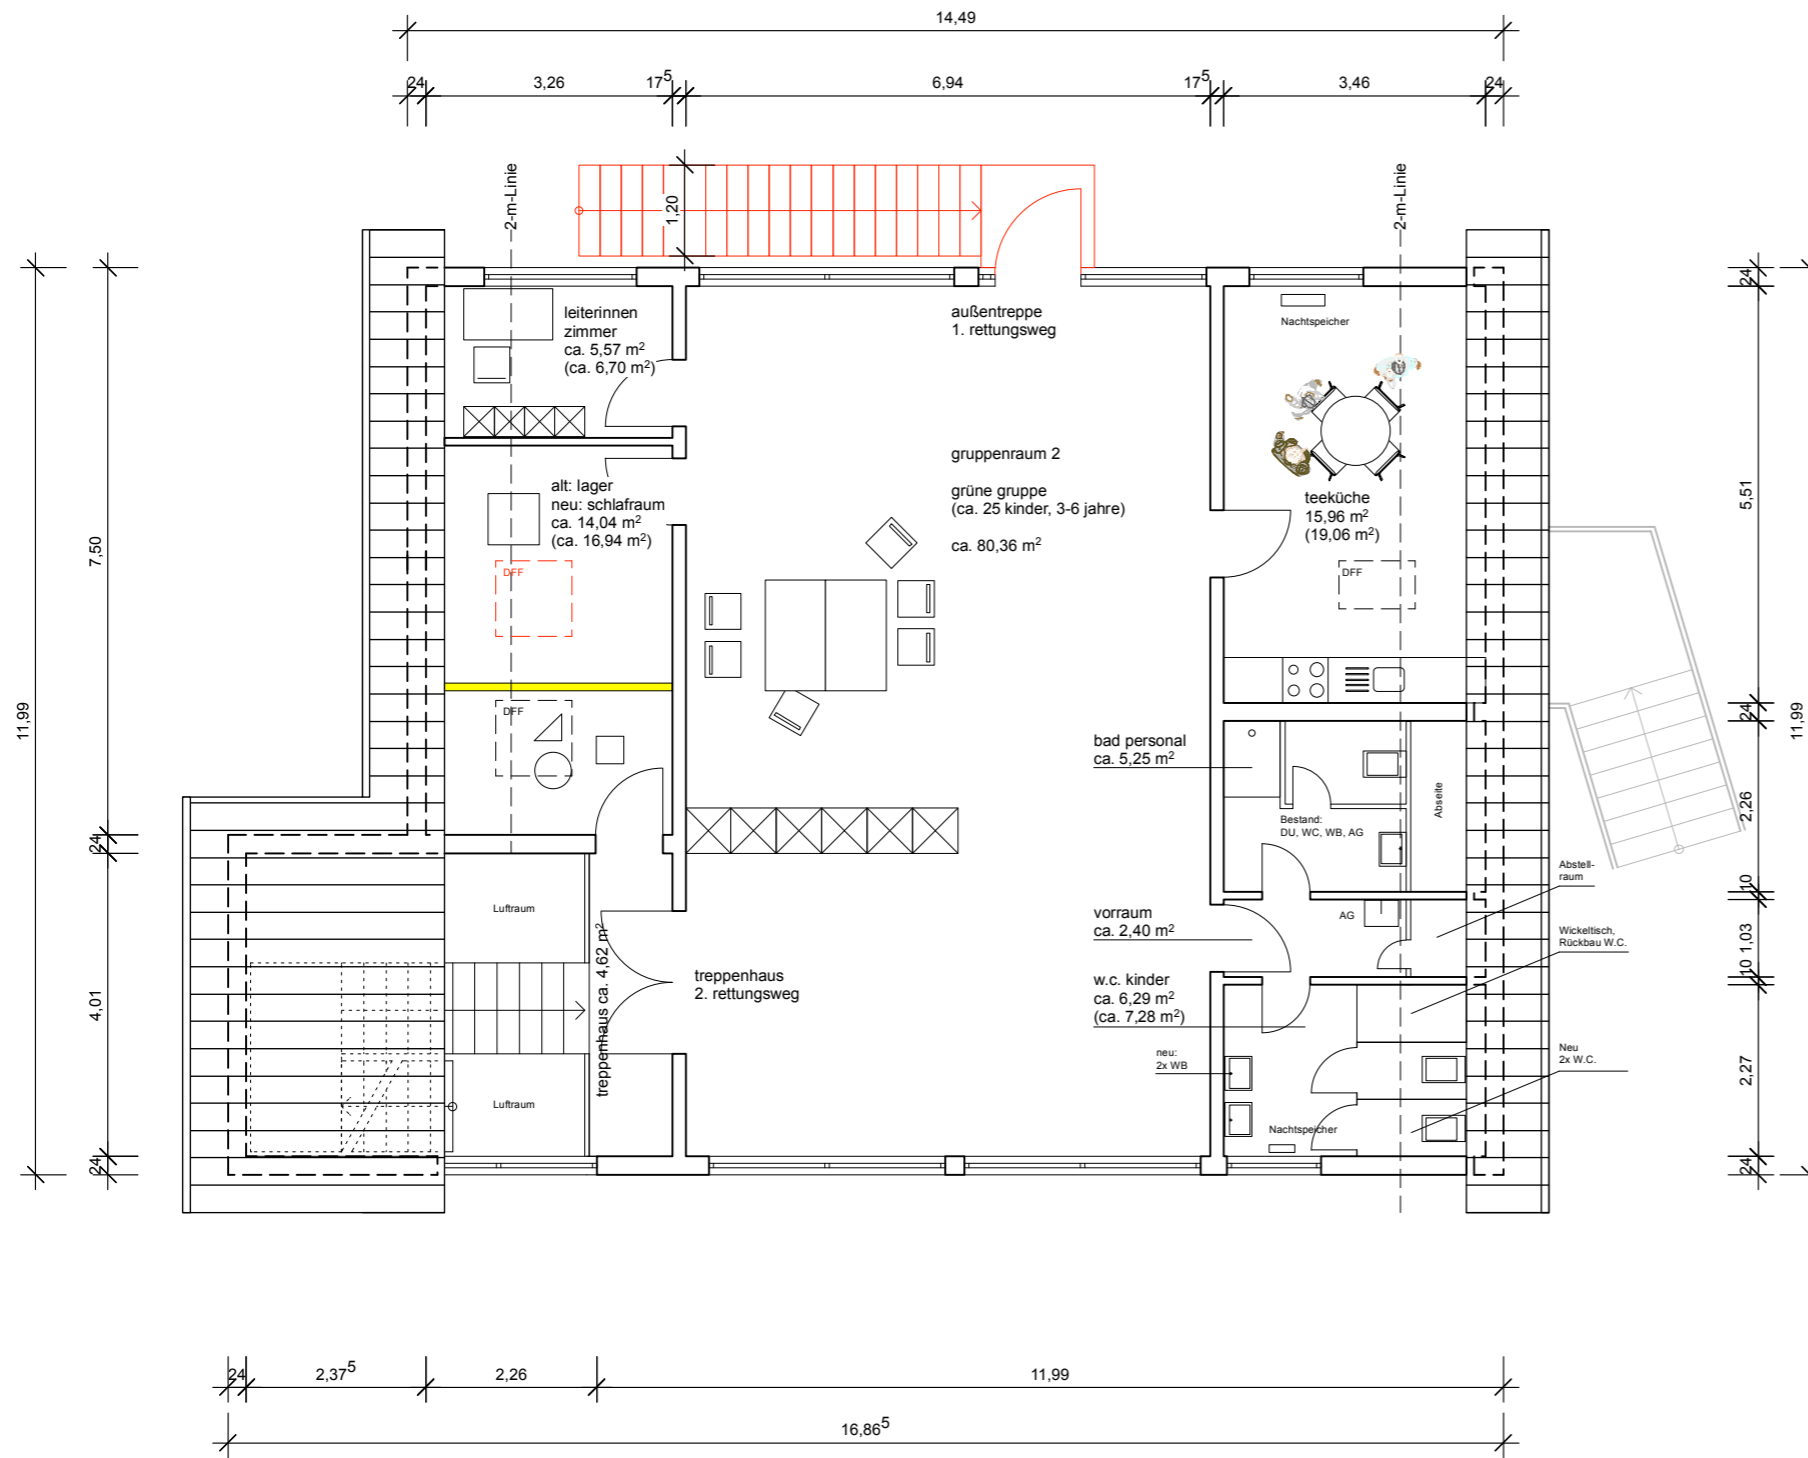 14,49
24
3,26
17⁵
6,94
17⁵
3,46
24
2-m-Linie
2-m-Linie
1,20
leiterinnen
zimmer
ca. 5,57 m²
(ca. 6,70 m²)
außentreppe
1. rettungsweg
Nachtspeicher
24
alt: lager
neu: schlafraum
ca. 14,04 m²
(ca. 16,94 m²)
DFF
gruppenraum 2
grüne gruppe
(ca. 25 kinder, 3-6 jahre)
ca. 80,36 m²
teeküche
15,96 m²
(19,06 m²)
DFF
5,51
7,50
11,99
11,99
24
DFF
bad personal
ca. 5,25 m²
Bestand:
DU, WC, WB, AG
Abseite
2,26
24
Abstell-
raum
10
Luftraum
vorraum
ca. 2,40 m²
AG
Wickeltisch,
Rückbau W.C.
1,03
10
treppenhaus ca. 4,62 m²
treppenhaus
2. rettungsweg
w.c. kinder
ca. 6,29 m²
(ca. 7,28 m²)
4,01
neu:
2x WB
Neu
2x W.C.
2,27
Luftraum
Nachtspeicher
24
24
24
2,37⁵
2,26
11,99
16,86⁵